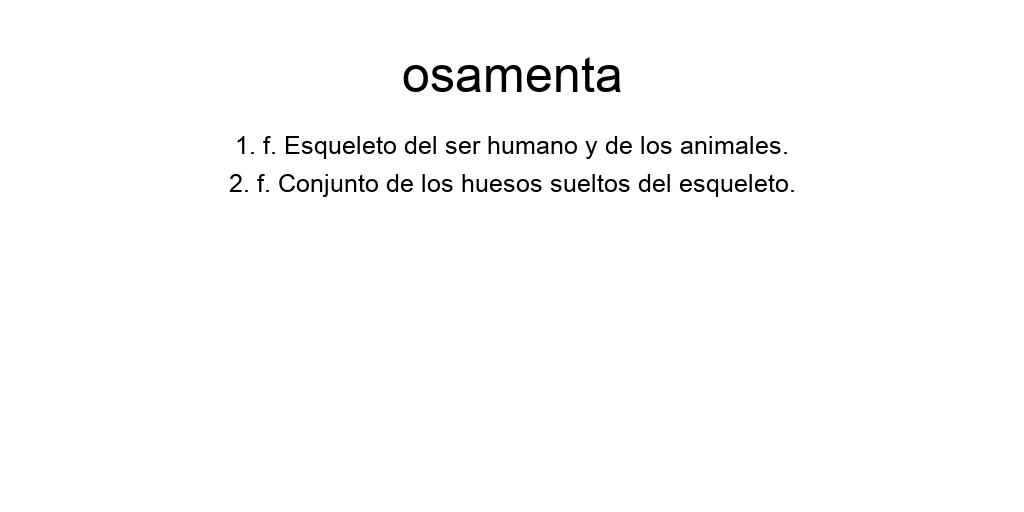 osamenta
1. f. Esqueleto del ser humano y de los animales.
2. f. Conjunto de los huesos sueltos del esqueleto.